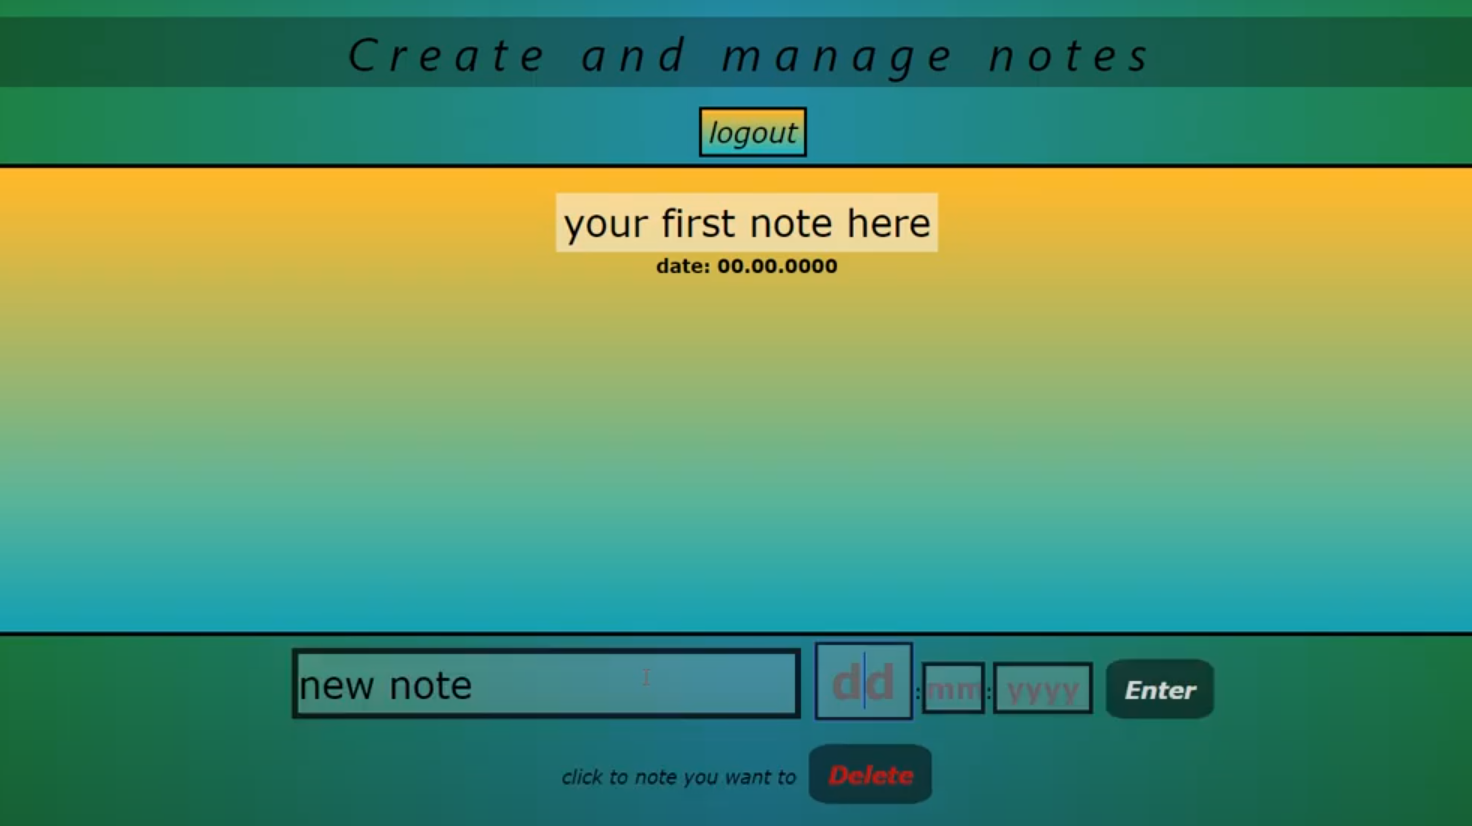 Create and manage notes
logout
your first note here
date: 00.00.0000
new note dd : mm : yyyy Enter
click to note you want to Delete